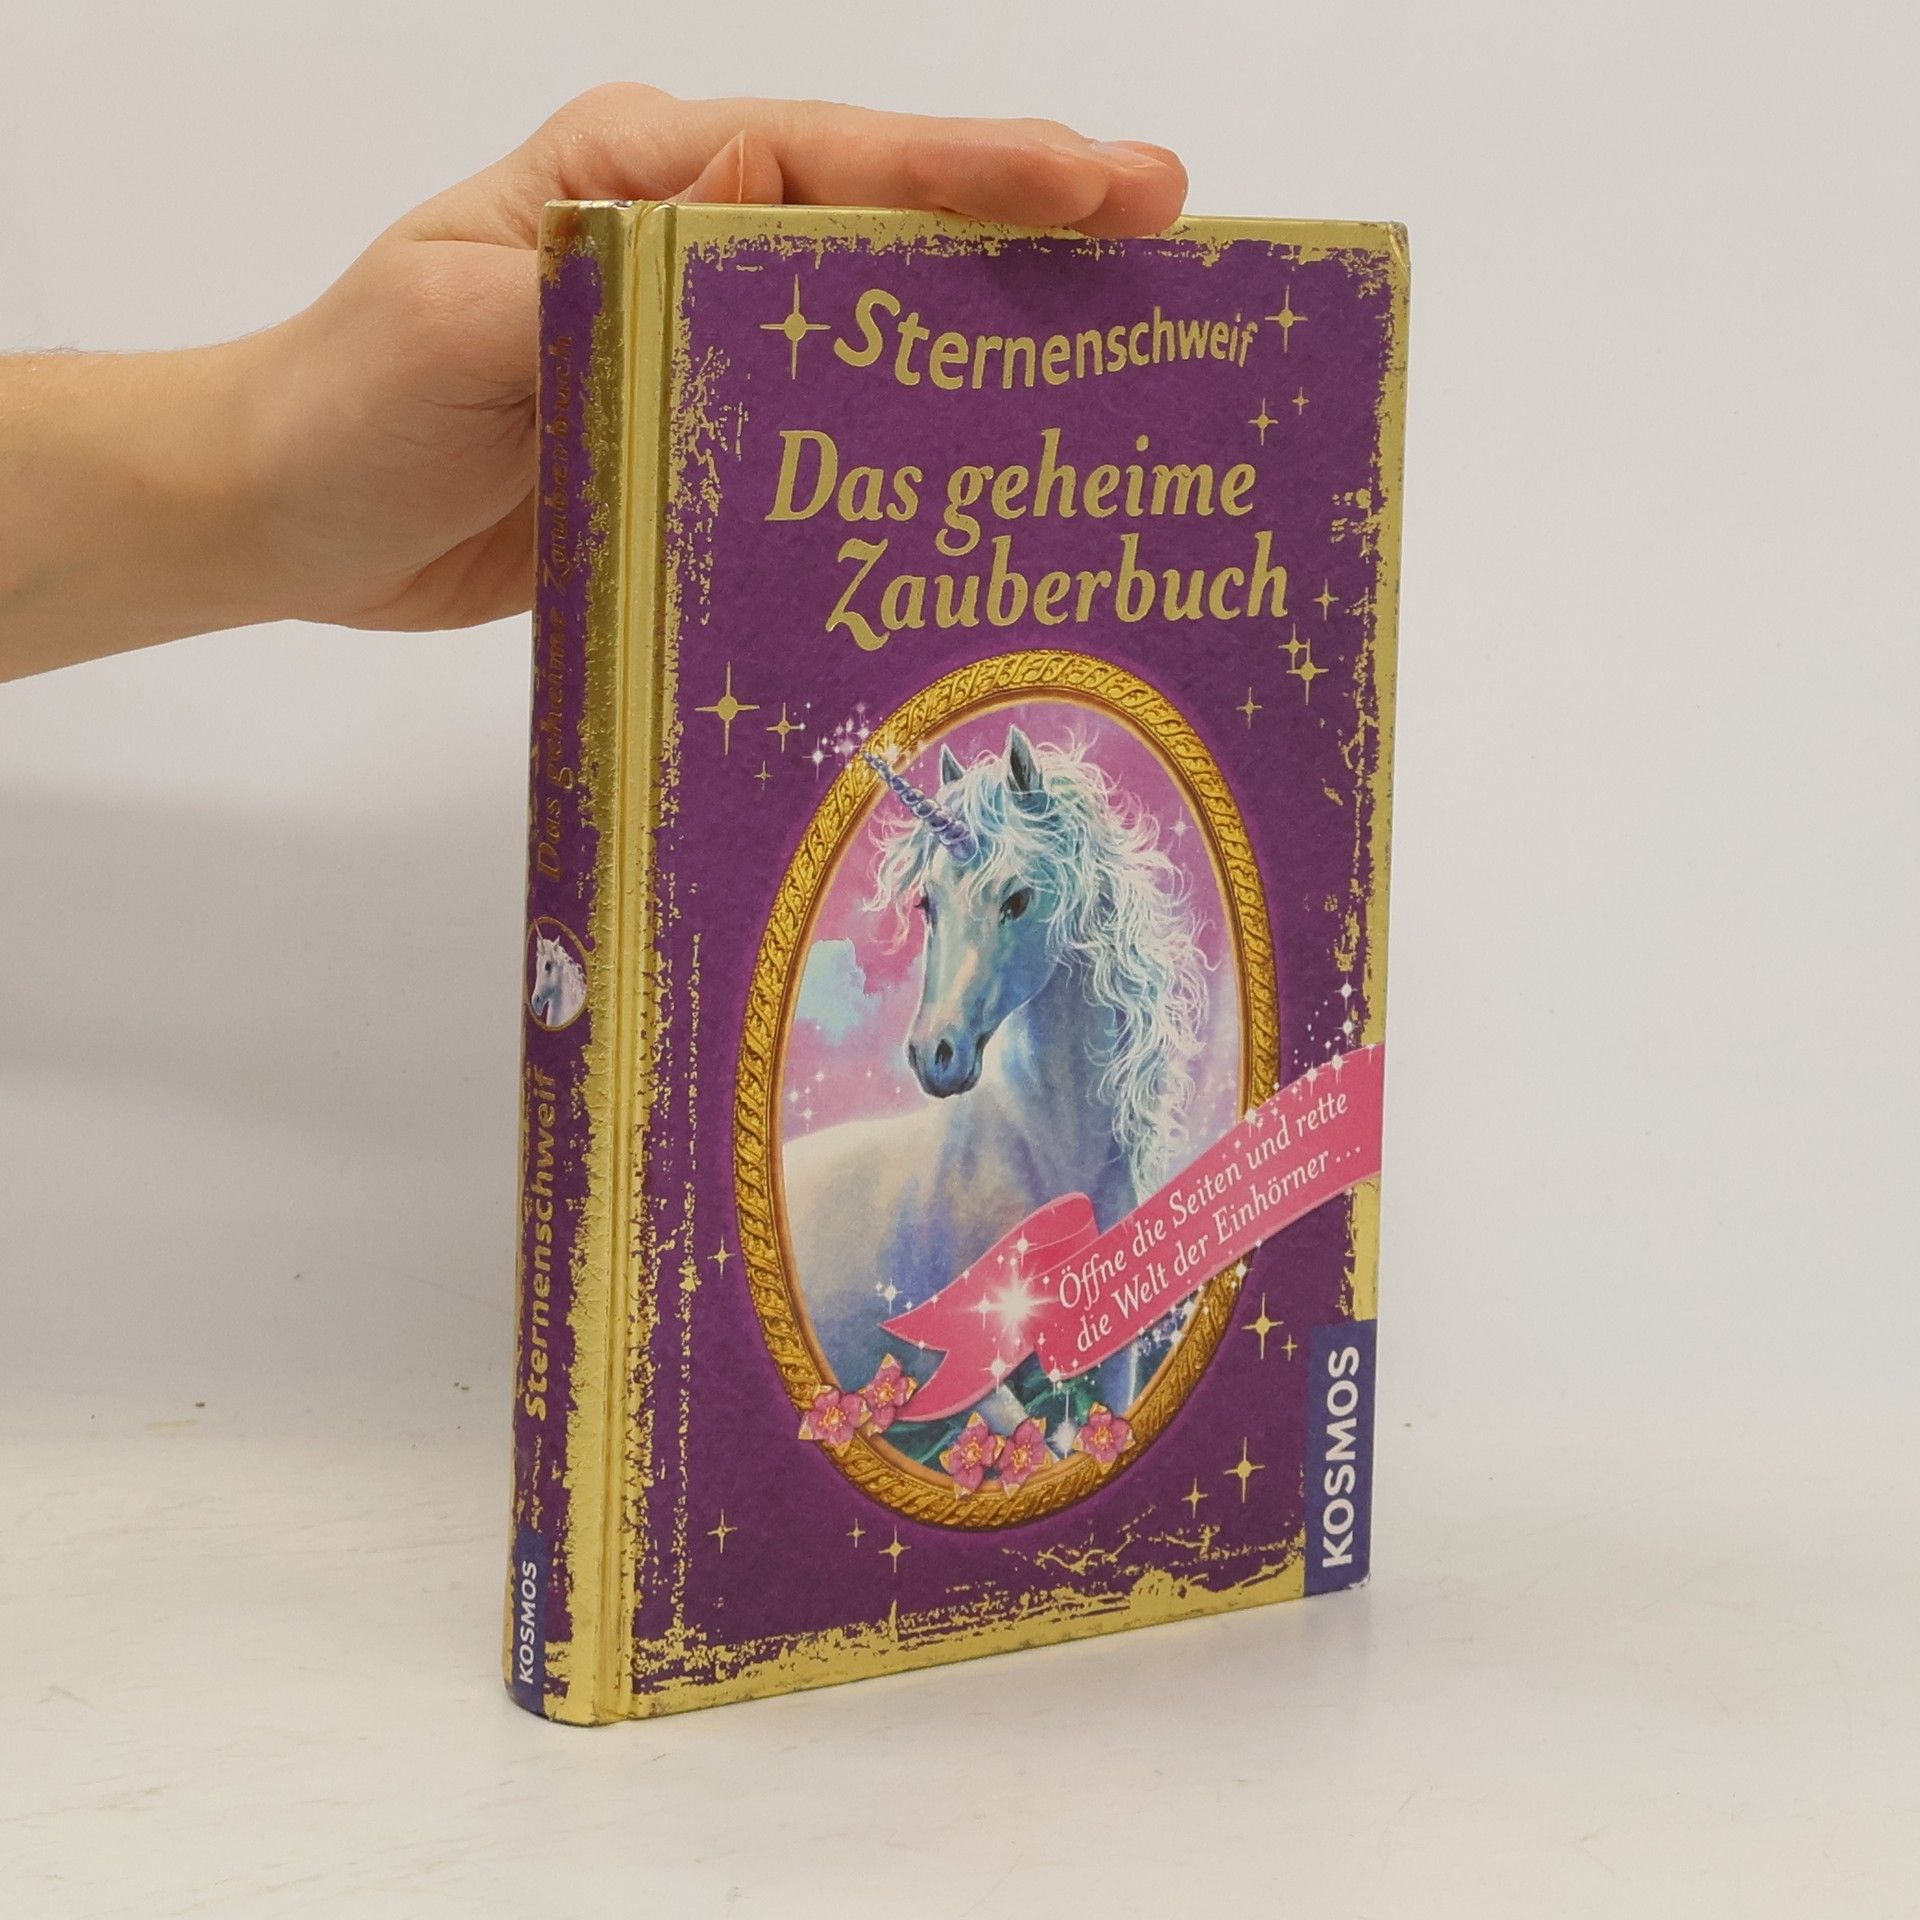 Sternenschweif
Das geheime
Zauberbuch
Öffne die Seiten und rette
die Welt der Einhörner ...
KOSMOS
Das geheime Zauberbuch
Sternenschweif
KOSMOS